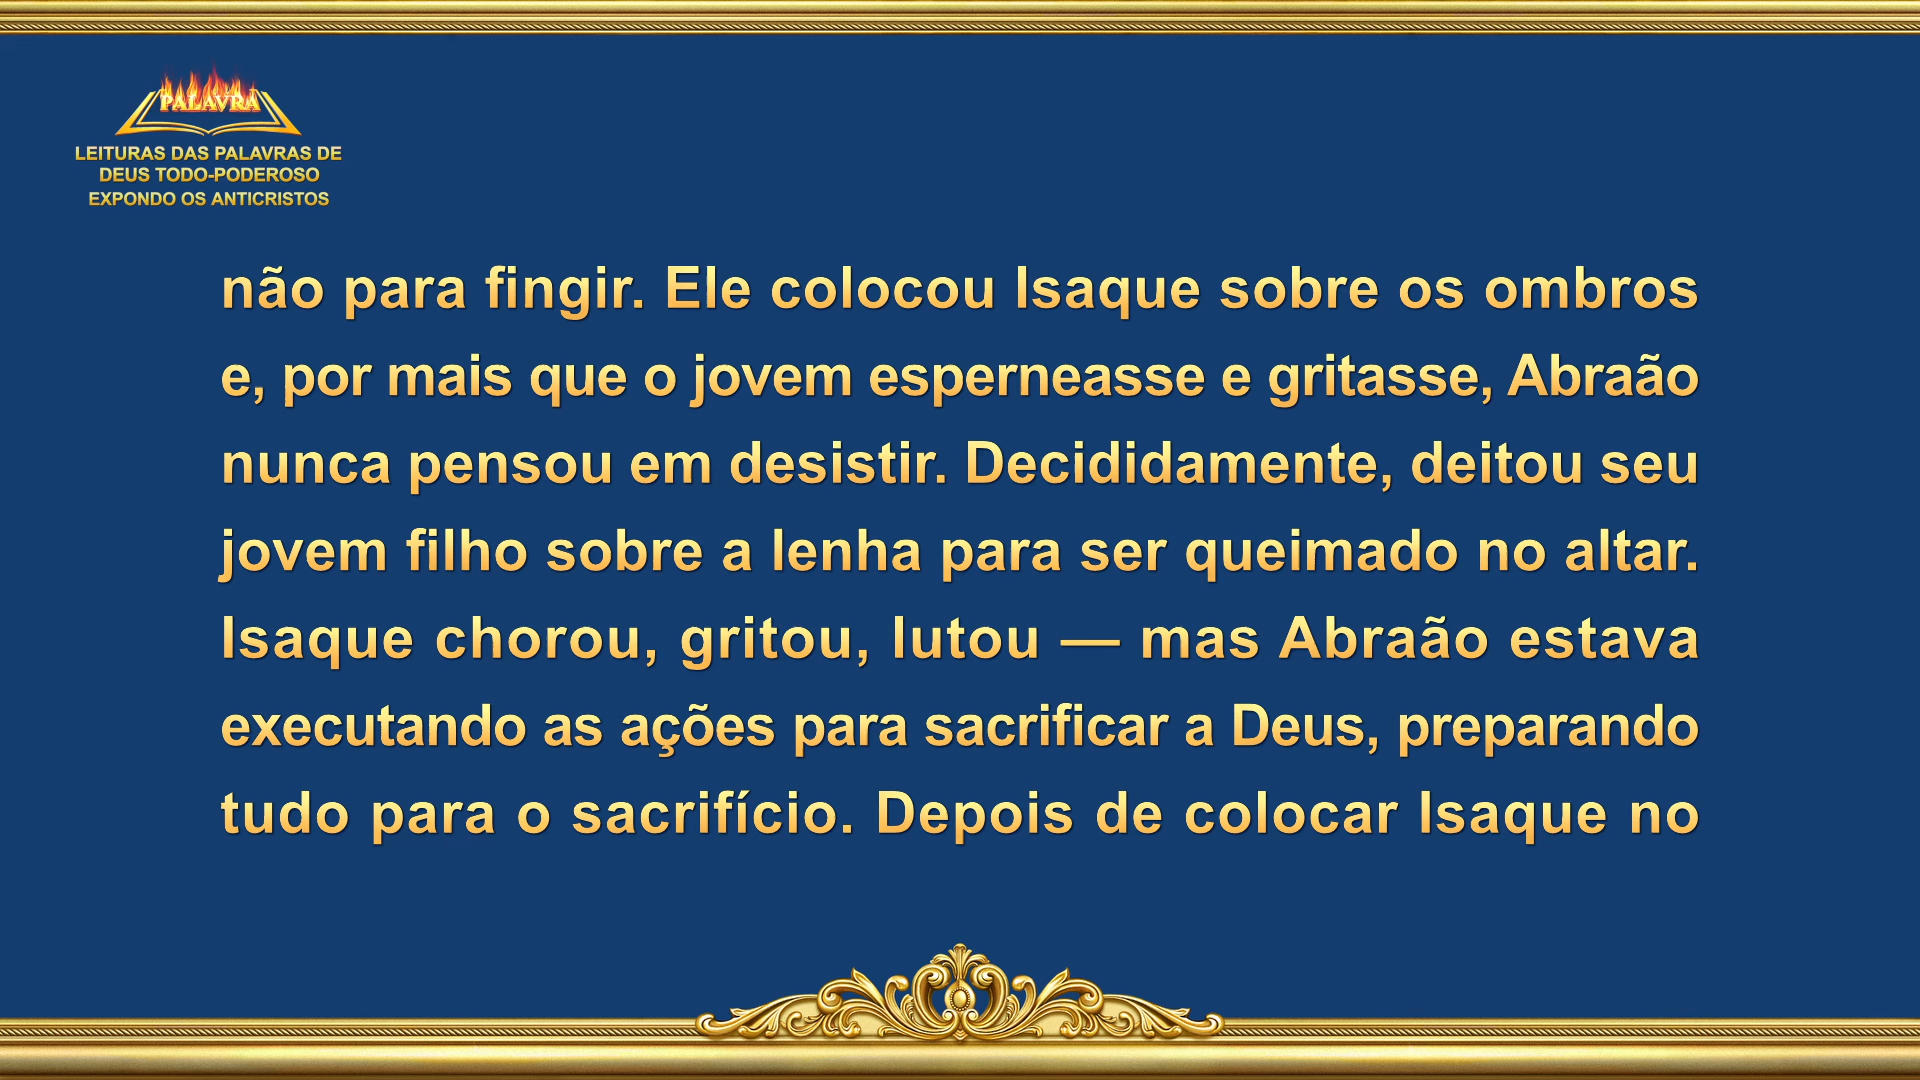 PALAVRA
LEITURAS DAS PALAVRAS DE
DEUS TODO-PODEROSO
EXPONDO OS ANTICRISTOS
não para fingir. Ele colocou Isaque sobre os ombros
e, por mais que o jovem esperneasse e gritasse, Abraão
nunca pensou em desistir. Decididamente, deitou seu
jovem filho sobre a lenha para ser queimado no altar.
Isaque chorou, gritou, lutou — mas Abraão estava
executando as ações para sacrificar a Deus, preparando
tudo para o sacrifício. Depois de colocar Isaque no